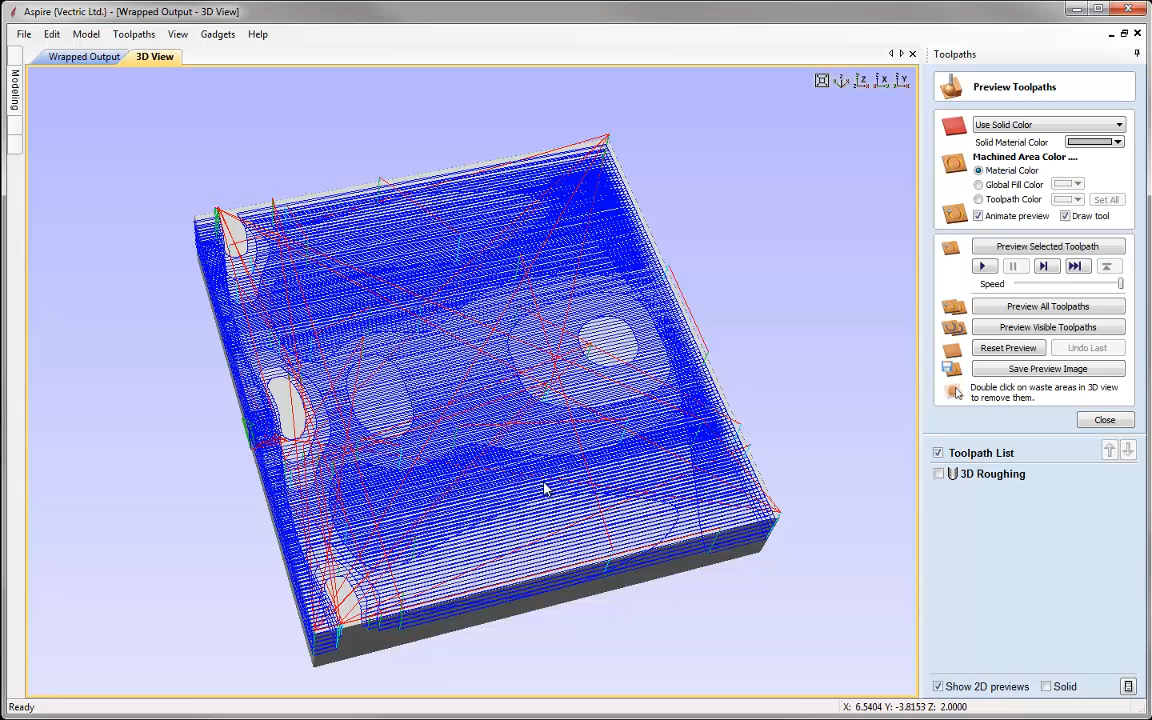 Aspire {Vectric Ltd.} - [Wrapped Output - 3D View]
File Edit Model Toolpaths View Gadgets Help
Wrapped Output 3D View
Modeling
Toolpaths
Preview Toolpaths
Use Solid Color
Solid Material Color
Machined Area Color ....
Material Color
Global Fill Color
Toolpath Color Set All
Animate preview Draw tool
Preview Selected Toolpath
Speed
Preview All Toolpaths
Preview Visible Toolpaths
Reset Preview Undo Last
Save Preview Image
Double click on waste areas in 3D view
to remove them.
Close
Toolpath List
3D Roughing
Show 2D previews Solid
Ready X: 6.5404 Y: -3.8153 Z: 2.0000